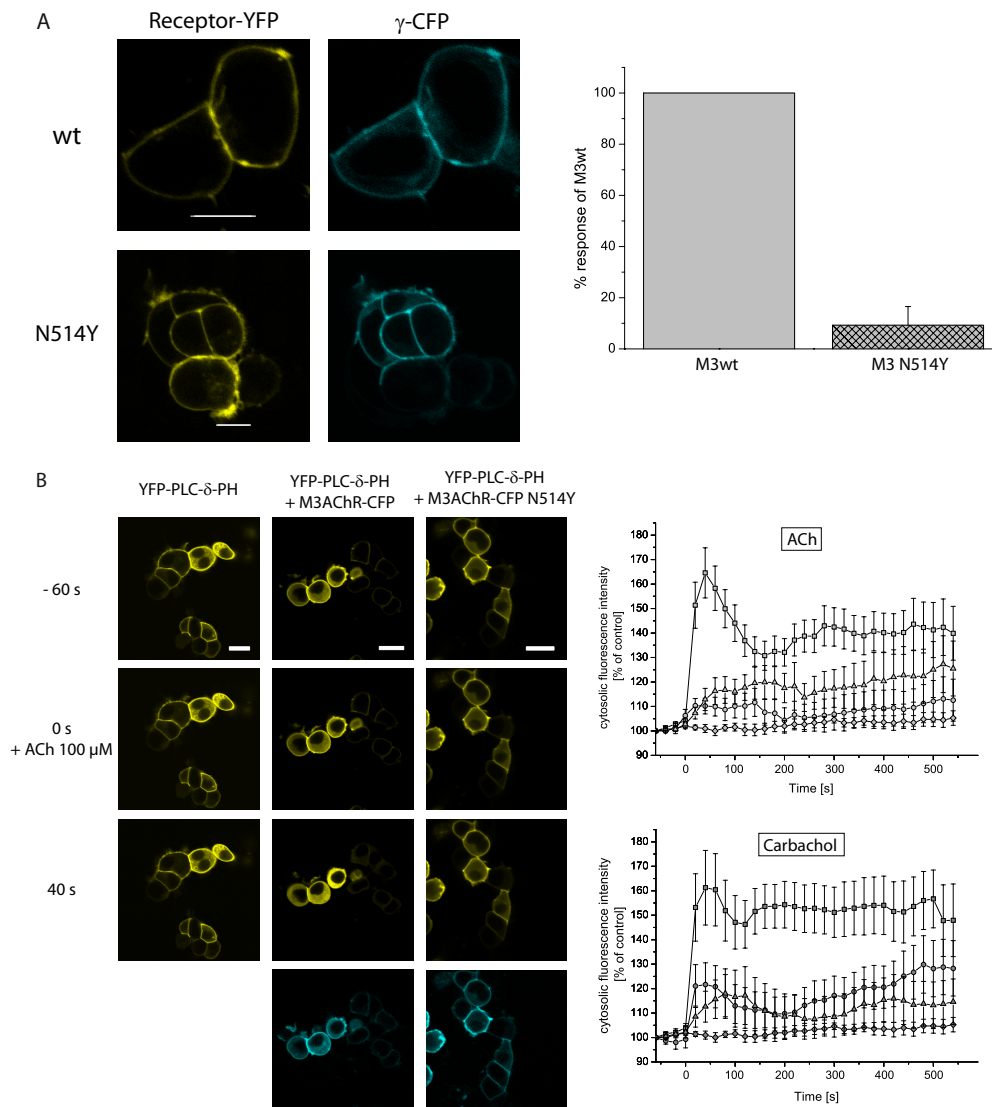 A
Receptor-YFP
γ-CFP
wt
N514Y
% response of M3wt
100
80
60
40
20
0
M3wt
M3 N514Y
B
YFP-PLC-δ-PH
YFP-PLC-δ-PH
+ M3AChR-CFP
YFP-PLC-δ-PH
+ M3AChR-CFP N514Y
- 60 s
0 s
+ ACh 100 µM
40 s
ACh
cytosolic fluorescence intensity
[% of control]
180
170
160
150
140
130
120
110
100
90
0
100
200
300
400
500
Time [s]
Carbachol
cytosolic fluorescence intensity
[% of control]
180
170
160
150
140
130
120
110
100
90
0
100
200
300
400
500
Time [s]